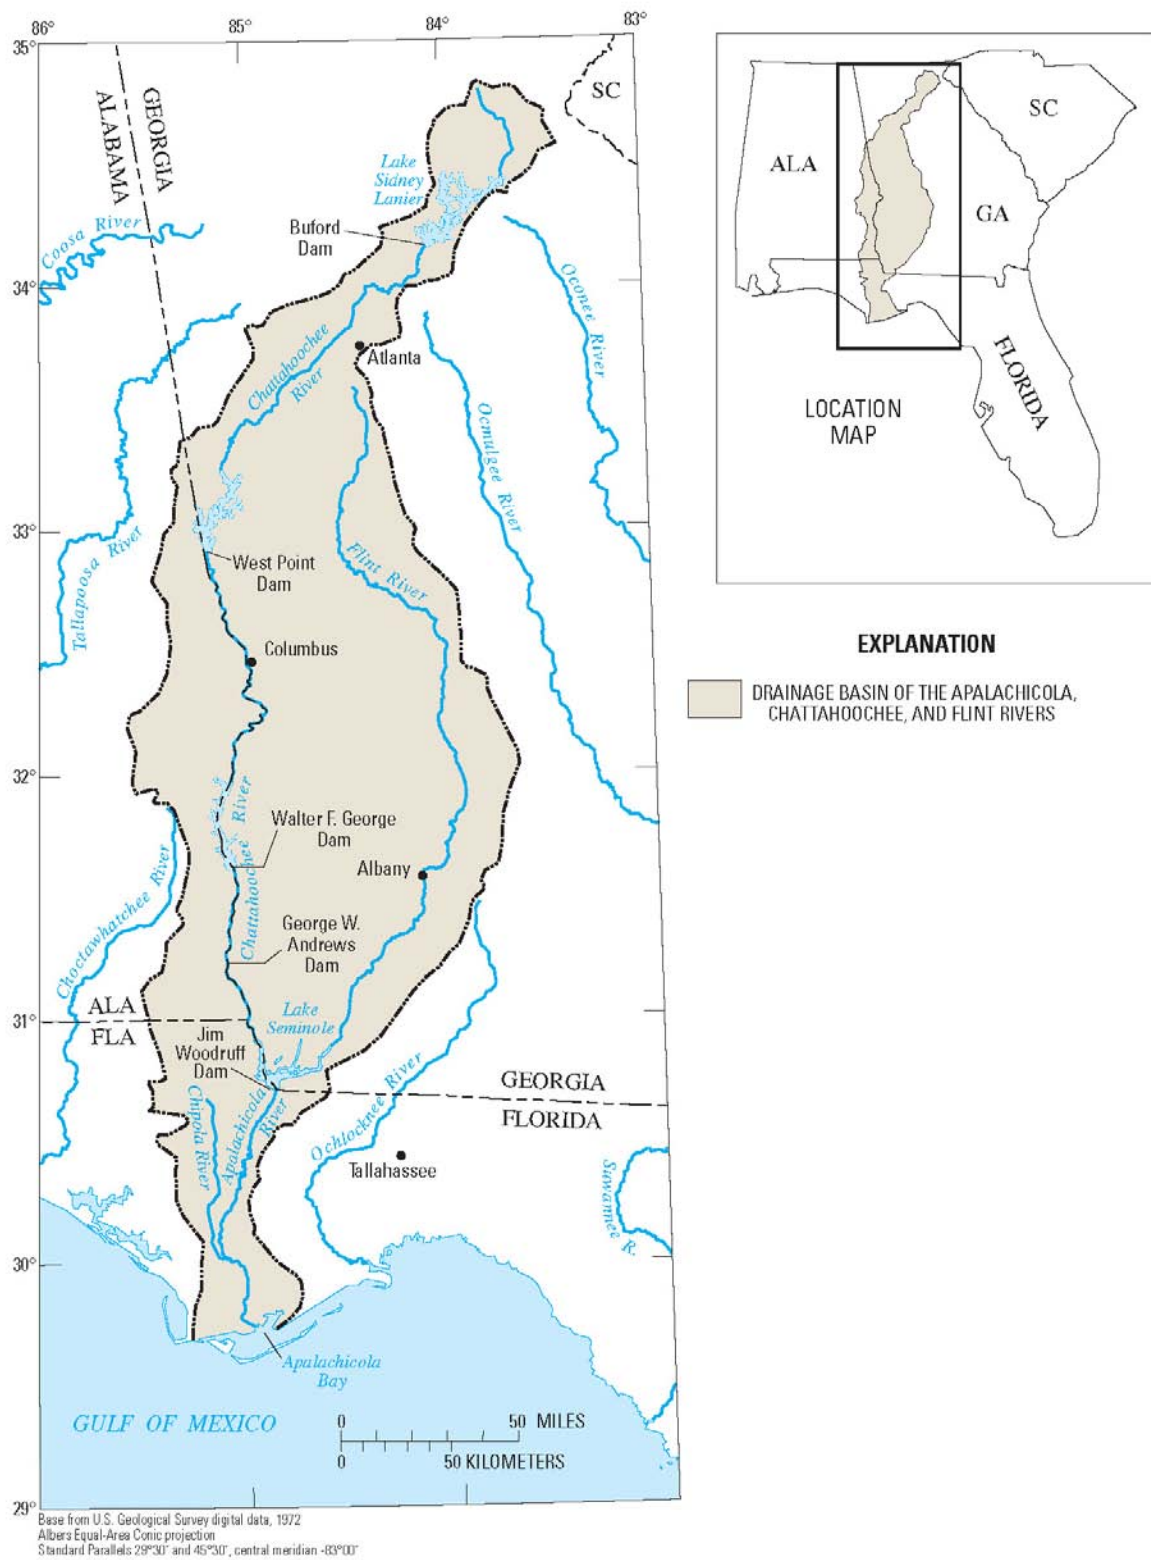 86°
85°
84°
83°
35°
34°
33°
32°
31°
30°
29°
GEORGIA
ALABAMA
SC
Lake
Sidney
Lanier
Buford
Dam
Coosa River
Oconee River
Chattahoochee
River
Atlanta
Ocmulgee River
Tallapoosa River
West Point
Dam
Flint River
Columbus
Walter F. George
Dam
Chattahoochee River
Albany
Choctawhatchee River
George W.
Andrews
Dam
ALA
FLA
Lake
Seminole
Jim
Woodruff
Dam
GEORGIA
FLORIDA
Chipola River
Apalachicola
River
Ochlocknee River
Tallahassee
Suwannee R.
Apalachicola
Bay
GULF OF MEXICO
0 50 MILES
0 50 KILOMETERS
Base from U.S. Geological Survey digital data, 1972
Albers Equal-Area Conic projection
Standard Parallels 29°30" and 45°30", central meridian -83°00"
ALA
SC
GA
FLORIDA
LOCATION
MAP
EXPLANATION
DRAINAGE BASIN OF THE APALACHICOLA,
CHATTAHOOCHEE, AND FLINT RIVERS